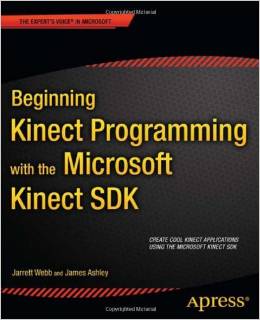 THE EXPERT'S VOICE® IN MICROSOFT
Beginning
Kinect Programming
with the Microsoft
Kinect SDK
CREATE COOL KINECT APPLICATIONS
USING THE MICROSOFT KINECT SDK
Jarrett Webb and James Ashley
Apress®